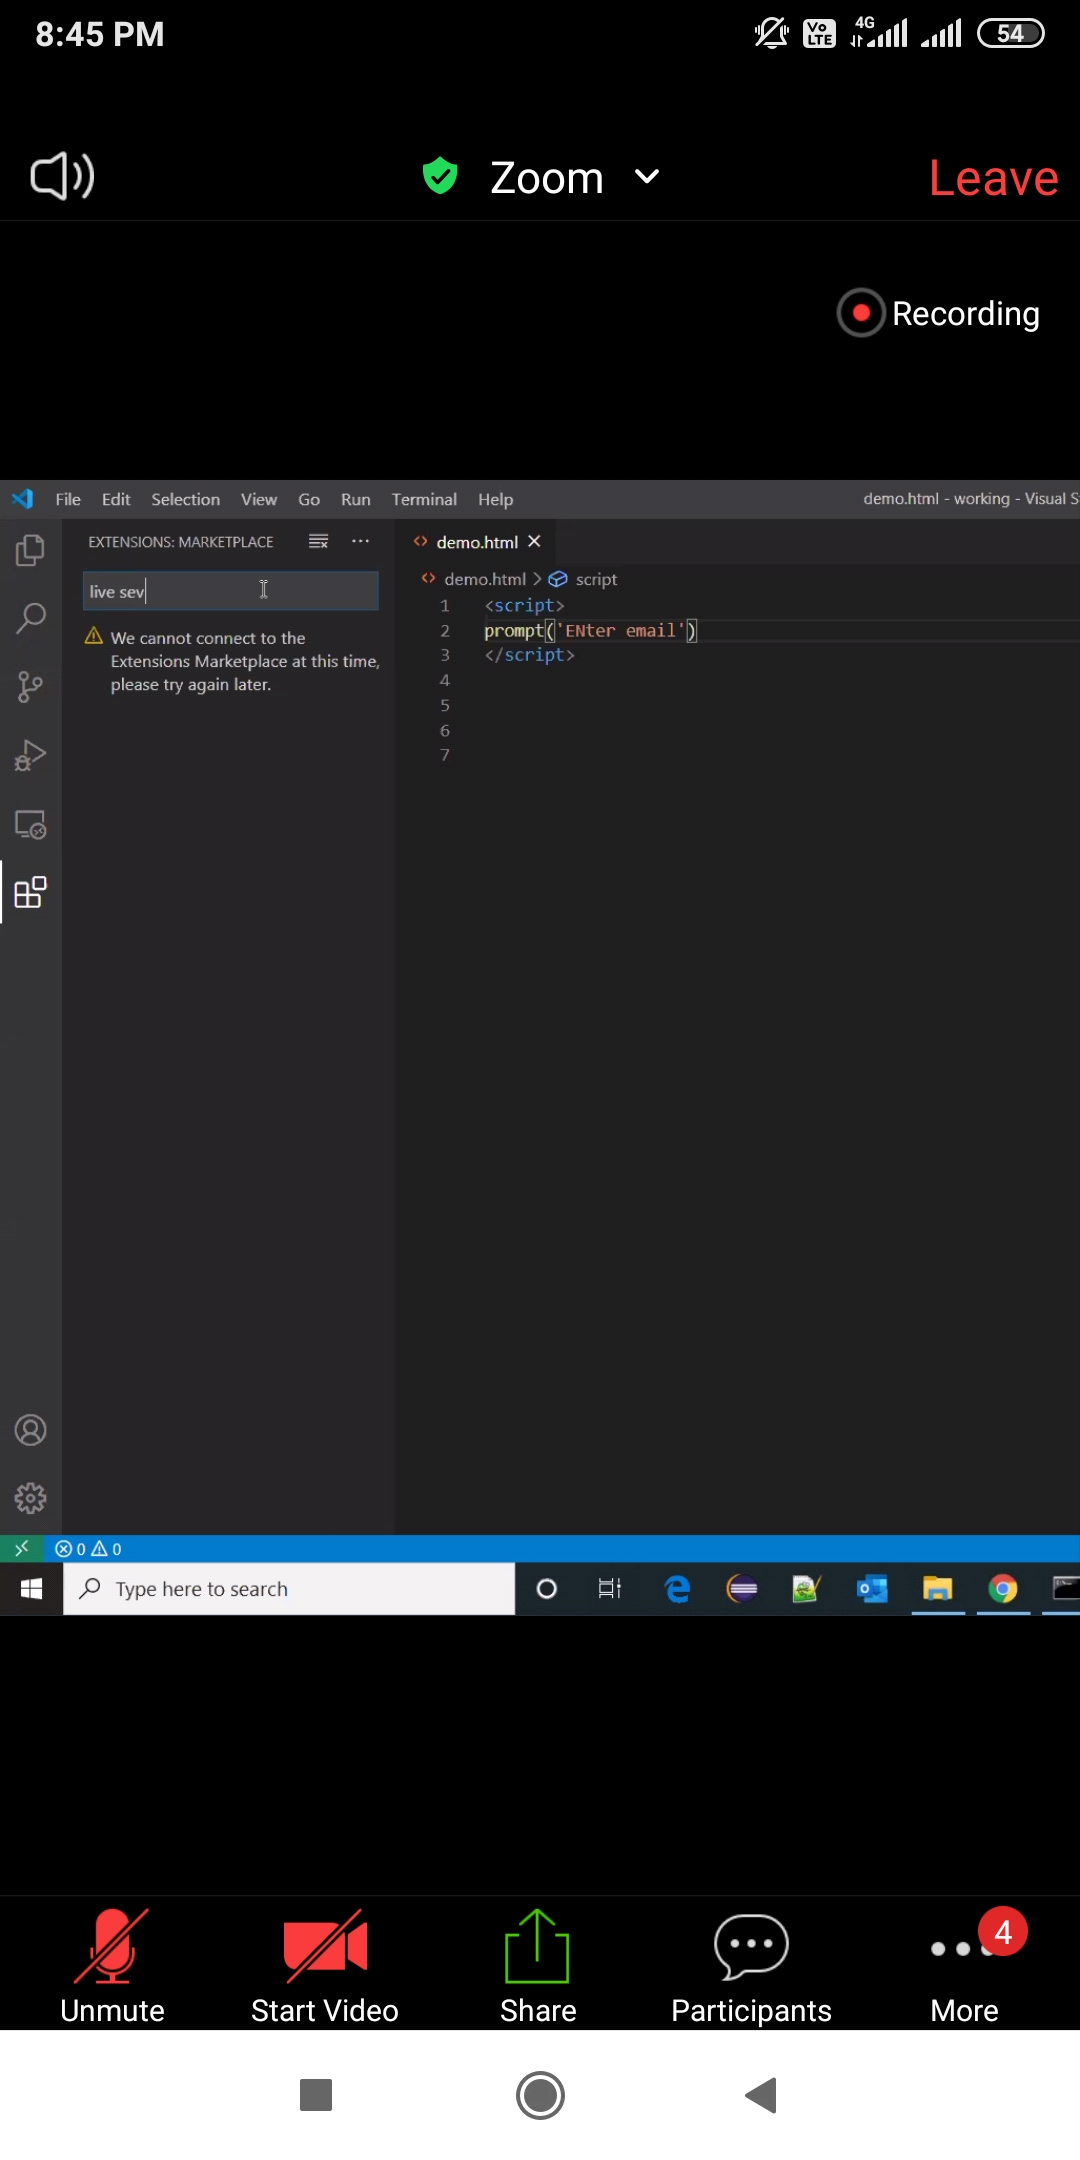 8:45 PM
Vo LTE
4G
54
Zoom
Leave
Recording
File Edit Selection View Go Run Terminal Help
demo.html - working - Visual S
EXTENSIONS: MARKETPLACE
live sev
We cannot connect to the
Extensions Marketplace at this time,
please try again later.
demo.html
demo.html > script
1 <script>
2 prompt('ENter email')
3 </script>
4
5
6
7
0 0
Type here to search
4
Unmute
Start Video
Share
Participants
More